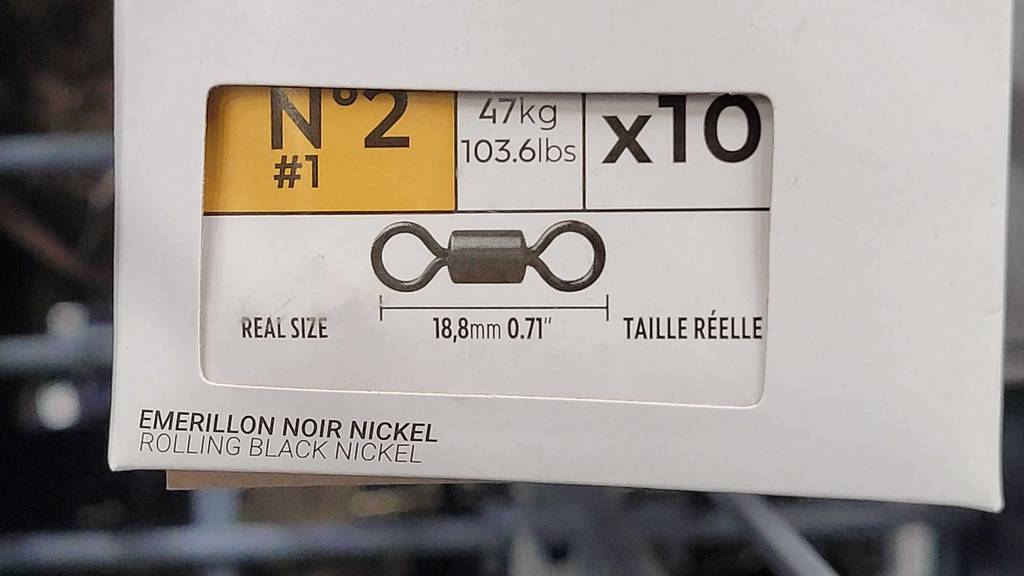 N°2
#1
47kg
103.6lbs
x10
REAL SIZE
18,8mm 0.71"
TAILLE RÉELLE
EMERILLON NOIR NICKEL
ROLLING BLACK NICKEL